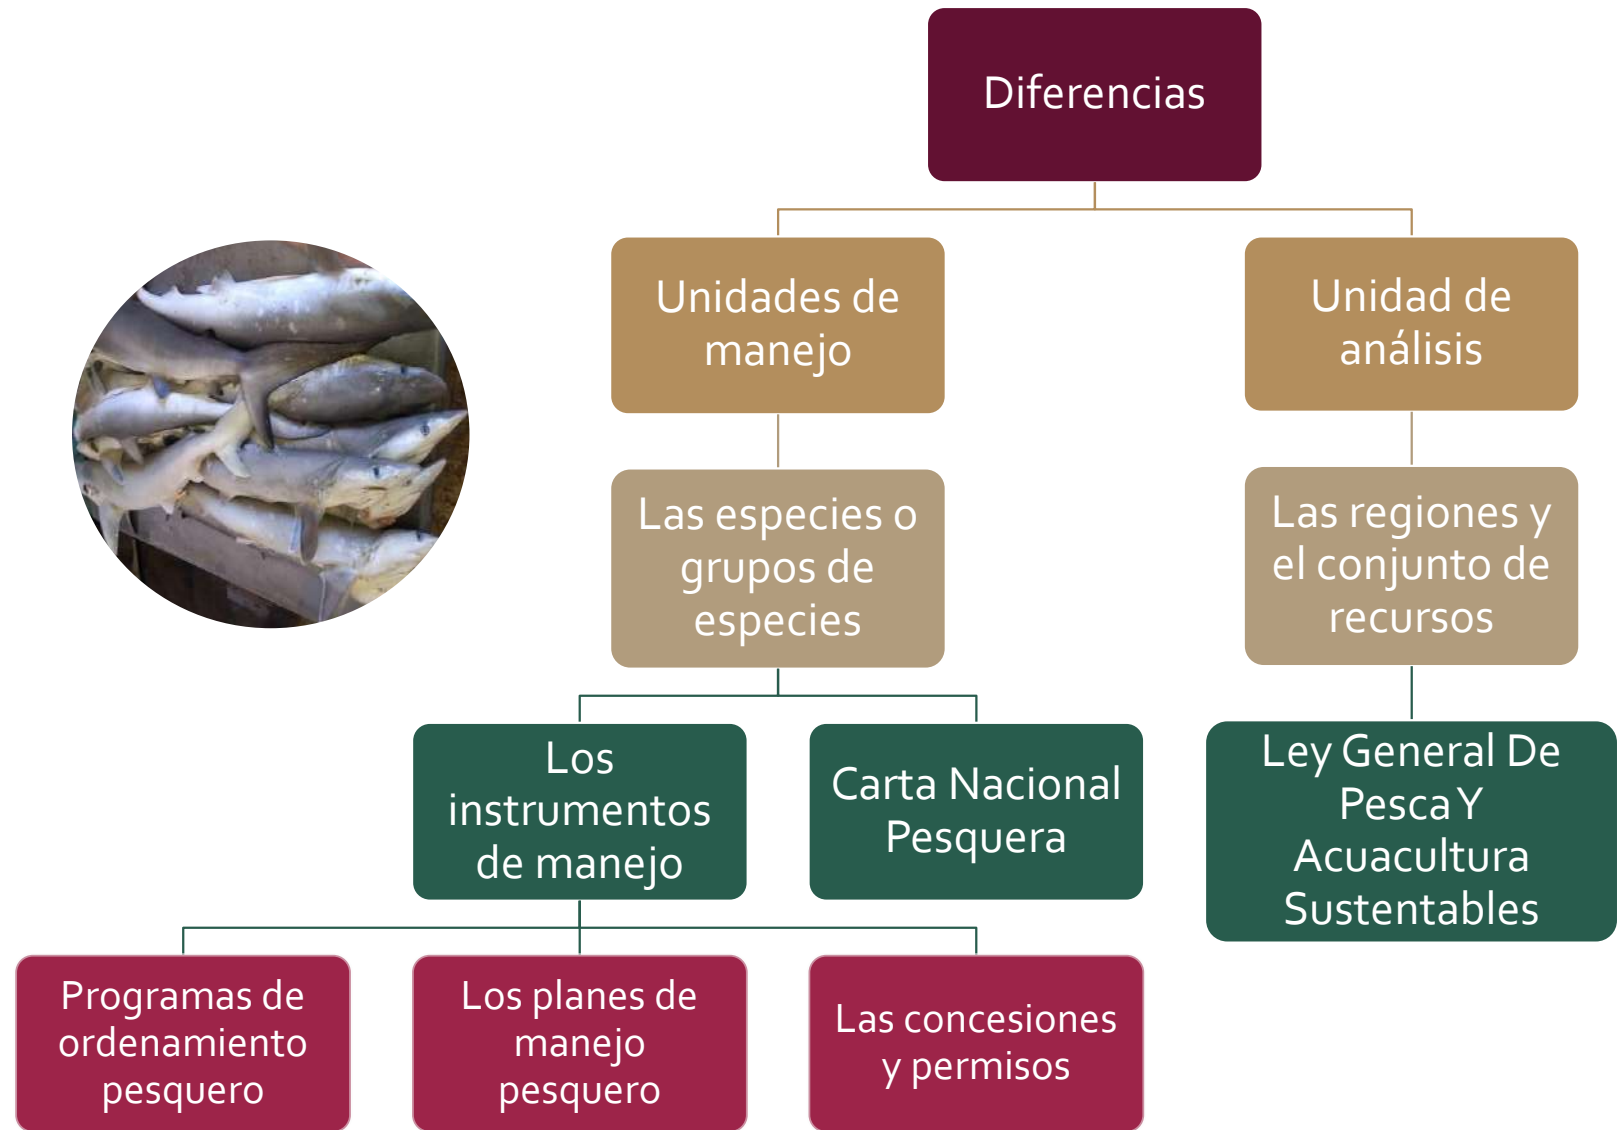 Diferencias
Unidades de
manejo
Unidad de
análisis
Las especies o
grupos de
especies
Las regiones y
el conjunto de
recursos
Los
instrumentos
de manejo
Carta Nacional
Pesquera
Ley General De
Pesca Y
Acuacultura
Sustentables
Programas de
ordenamiento
pesquero
Los planes de
manejo
pesquero
Las concesiones
y permisos